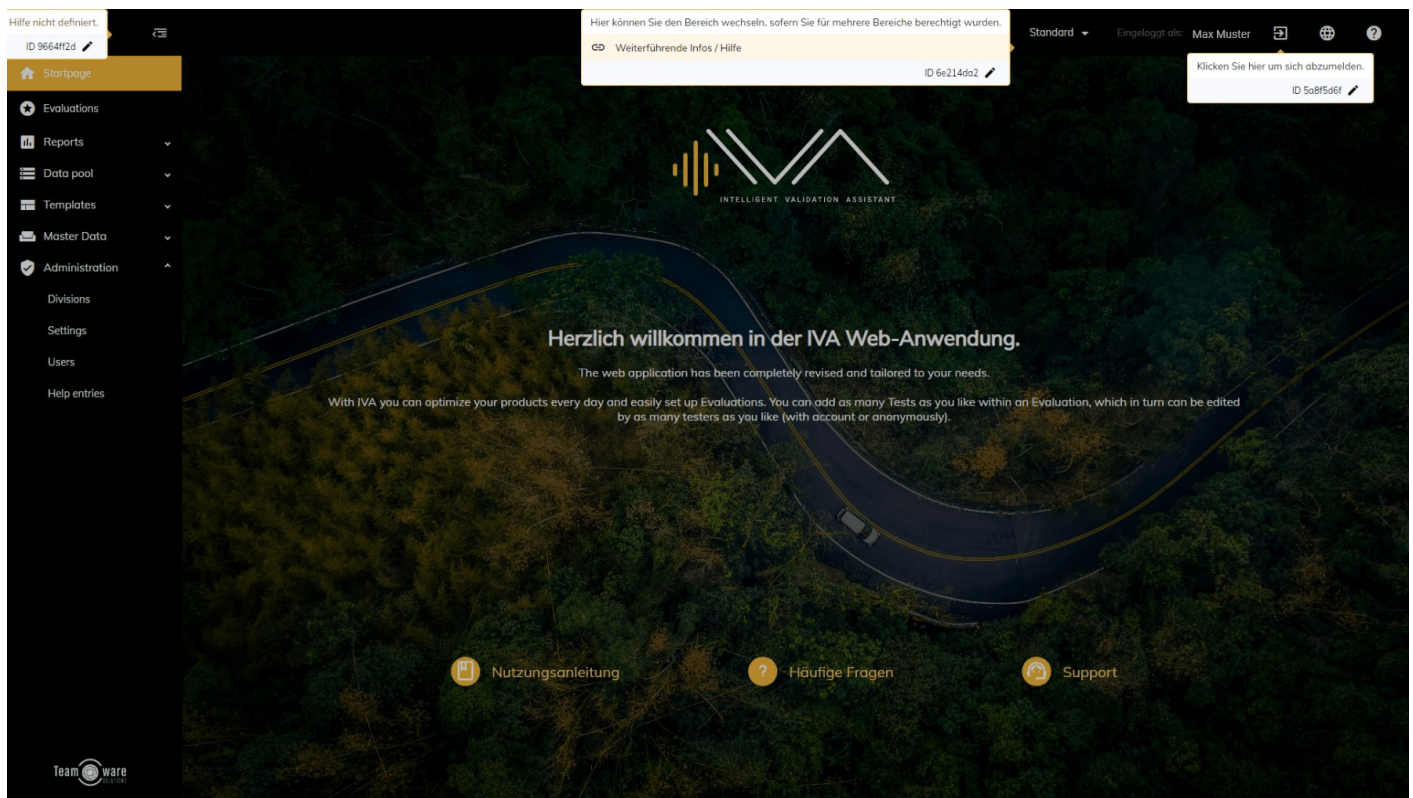 Hilfe nicht definiert.
ID 9664ff2d
Hier können Sie den Bereich wechseln, sofern Sie für mehrere Bereiche berechtigt wurden.
Weiterführende Infos / Hilfe
ID 6e214da2
Standard
Eingeloggt als: Max Muster
Klicken Sie hier um sich abzumelden.
ID 5a8f5d6f
Startpage
Evaluations
Reports
Data pool
Templates
Master Data
Administration
Divisions
Settings
Users
Help entries
IVA
INTELLIGENT VALIDATION ASSISTANT
Herzlich willkommen in der IVA Web-Anwendung.
The web application has been completely revised and tailored to your needs.
With IVA you can optimize your products every day and easily set up Evaluations. You can add as many Tests as you like within an Evaluation, which in turn can be edited
by as many testers as you like (with account or anonymously).
Nutzungsanleitung
Häufige Fragen
Support
Team ware
SOLUTIONS